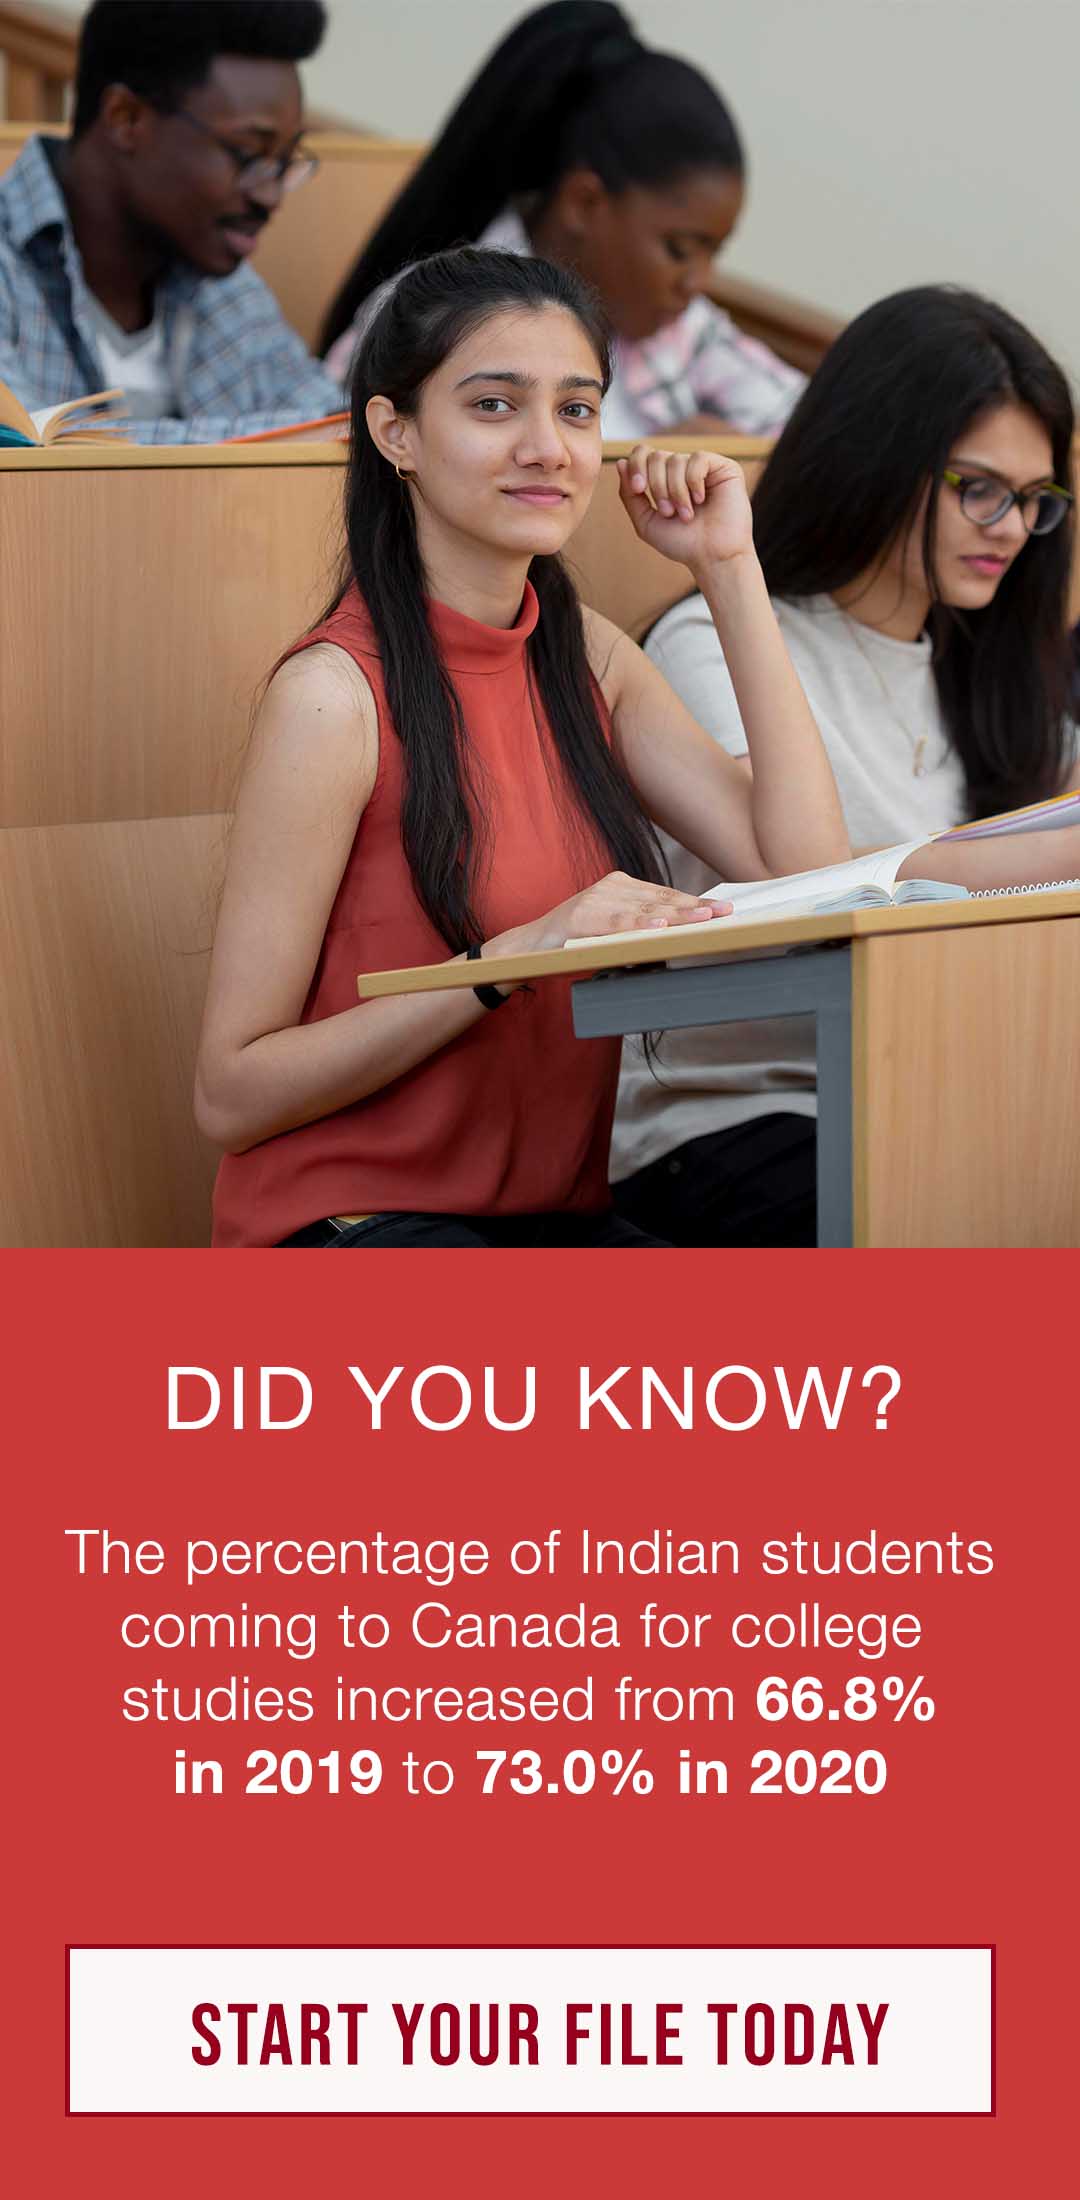 DID YOU KNOW?
The percentage of Indian students
coming to Canada for college
studies increased from 66.8%
in 2019 to 73.0% in 2020
START YOUR FILE TODAY